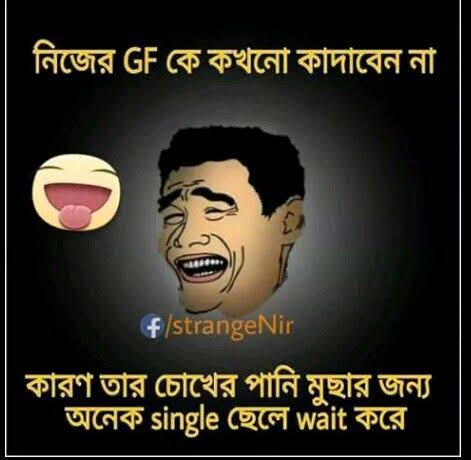 নিজের GF কে কখনো কাদাবেন না
f/strangeNir
কারণ তার চোখের পানি মুছার জন্য
অনেক single ছেলে wait করে